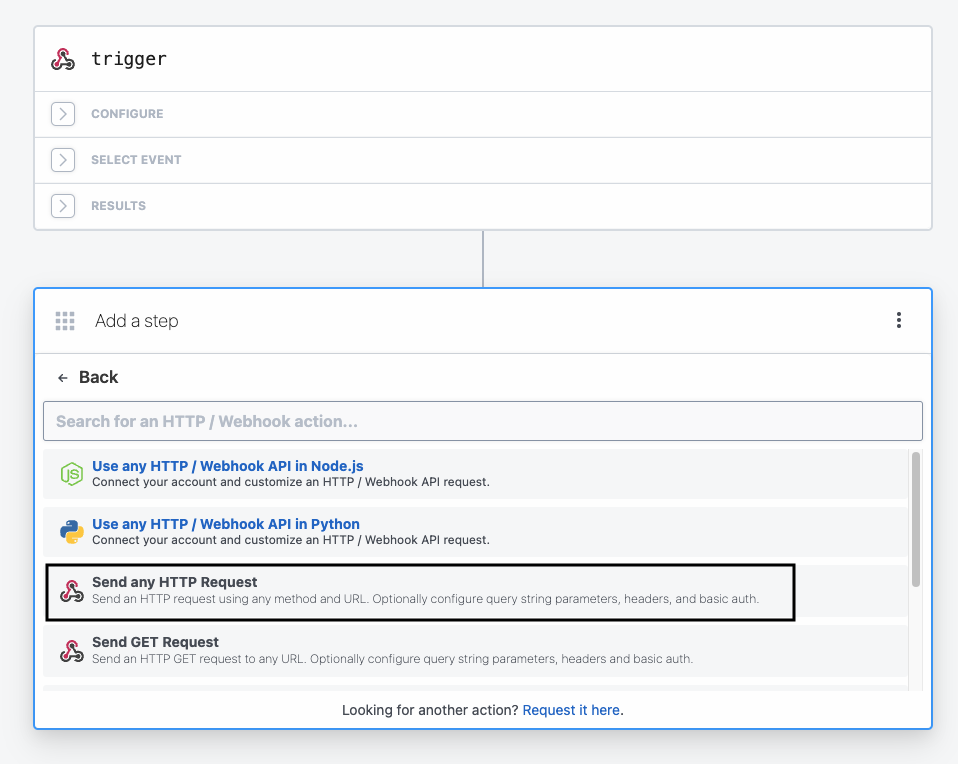 trigger
CONFIGURE
SELECT EVENT
RESULTS
Add a step
Back
Search for an HTTP / Webhook action...
Use any HTTP / Webhook API in Node.js
Connect your account and customize an HTTP / Webhook API request.
Use any HTTP / Webhook API in Python
Connect your account and customize an HTTP / Webhook API request.
Send any HTTP Request
Send an HTTP request using any method and URL. Optionally configure query string parameters, headers, and basic auth.
Send GET Request
Send an HTTP GET request to any URL. Optionally configure query string parameters, headers and basic auth.
Looking for another action? Request it here.